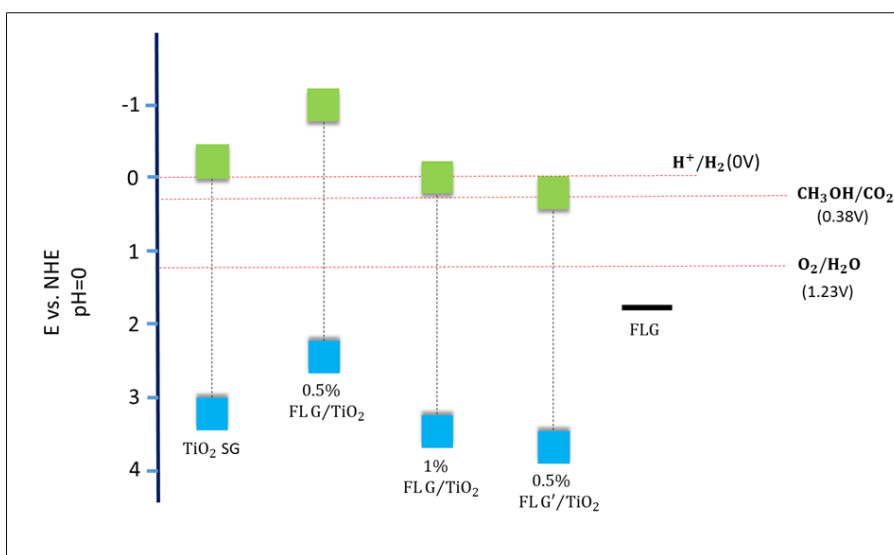 -1
0
1
2
3
4
E vs. NHE
pH=0
H⁺/H₂(0V)
CH₃OH/CO₂
(0.38V)
O₂/H₂O
(1.23V)
FLG
TiO₂ SG
0.5%
FL G/TiO₂
1%
FL G/TiO₂
0.5%
FL G′/TiO₂